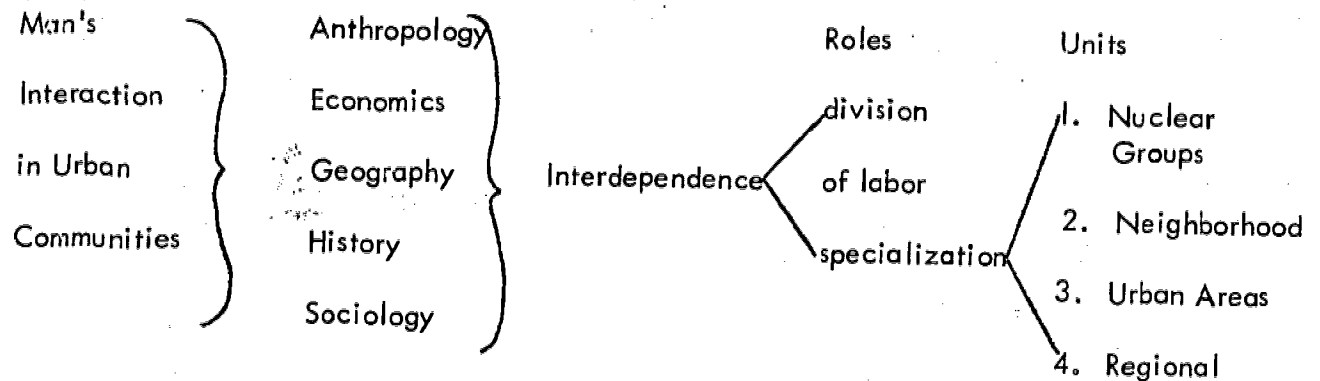 Man's
Interaction
in Urban
Communities
Anthropology
Economics
Geography
History
Sociology
Interdependence
Roles
division
of labor
specialization
Units
1. Nuclear
Groups
2. Neighborhood
3. Urban Areas
4. Regional